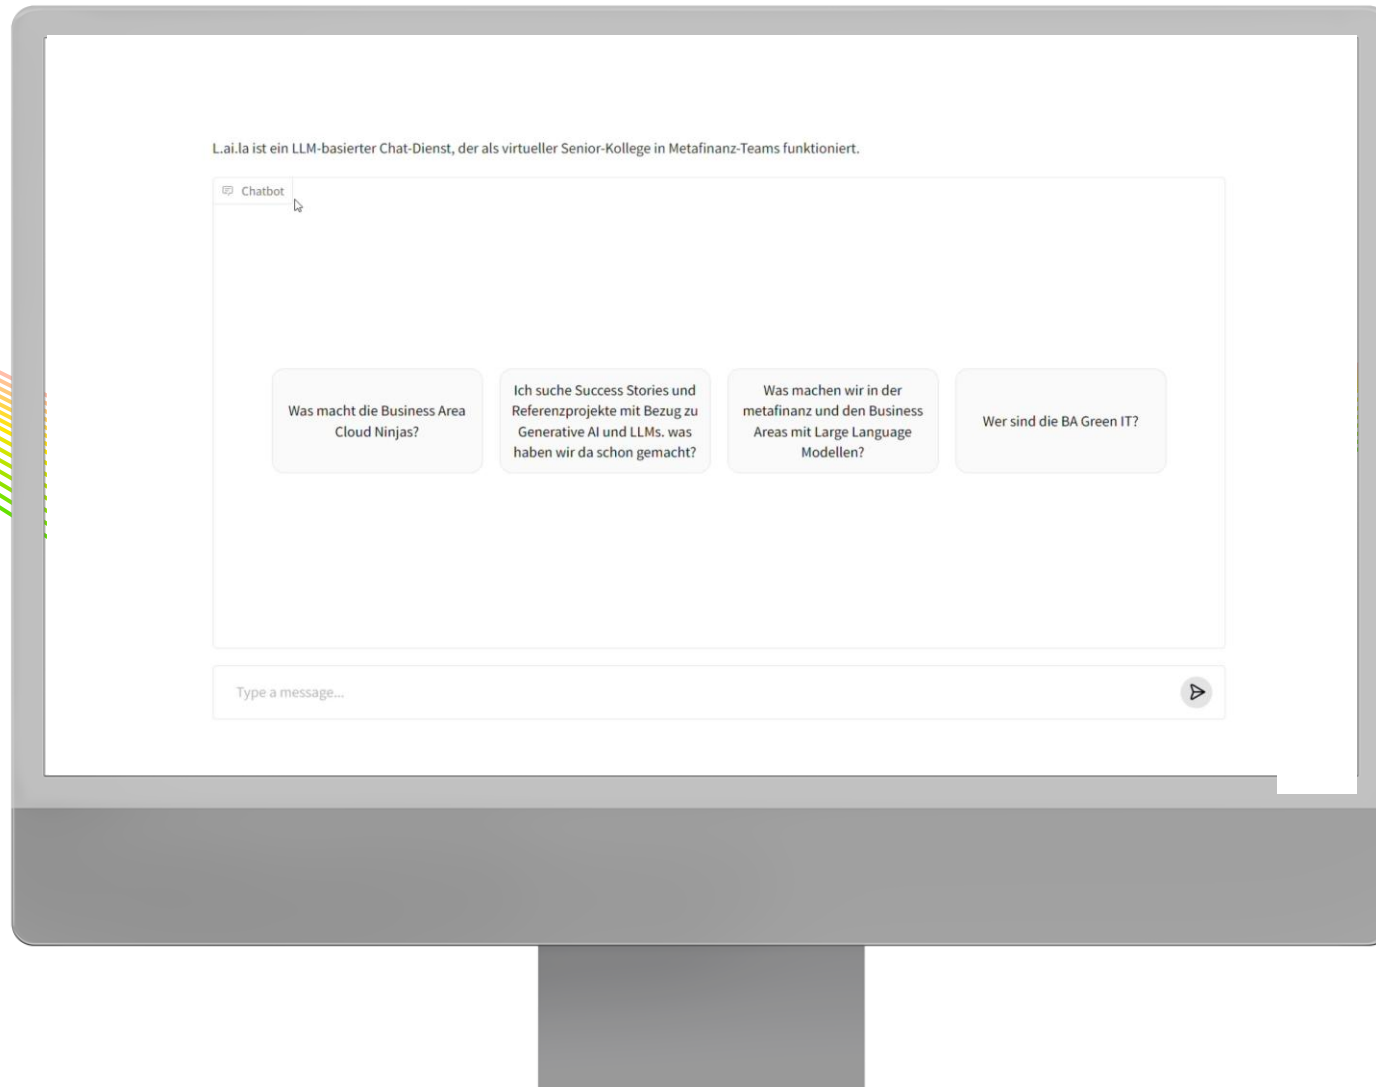 L.ai.la ist ein LLM-basierter Chat-Dienst, der als virtueller Senior-Kollege in Metafinanz-Teams funktioniert.
Chatbot
Was macht die Business Area
Cloud Ninjas?
Ich suche Success Stories und
Referenzprojekte mit Bezug zu
Generative AI und LLMs. was
haben wir da schon gemacht?
Was machen wir in der
metafinanz und den Business
Areas mit Large Language
Modellen?
Wer sind die BA Green IT?
Type a message...